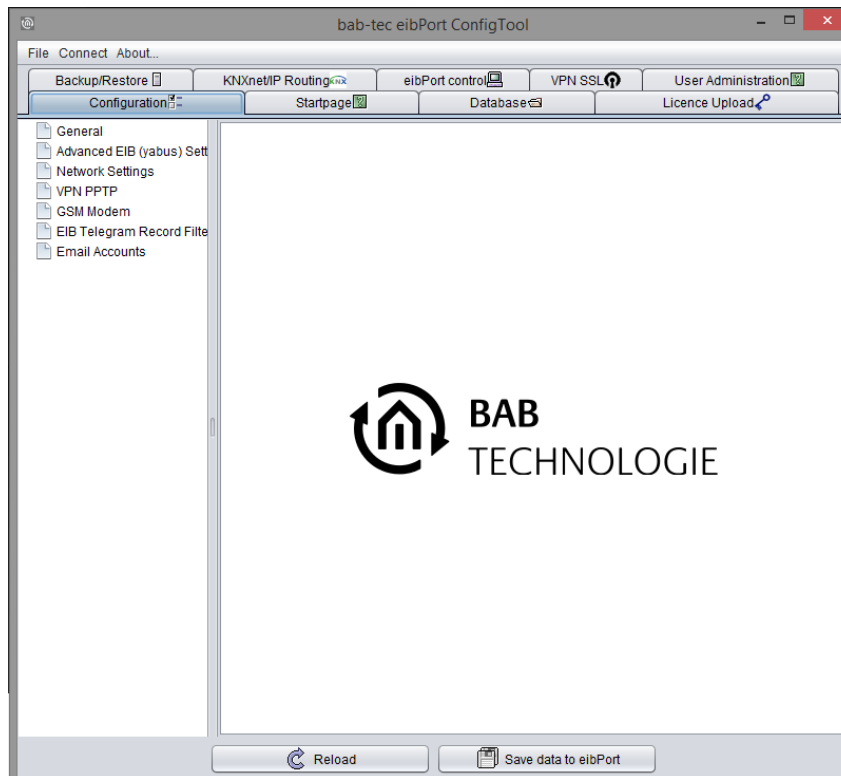 bab-tec eibPort ConfigTool
File Connect About...
Backup/Restore KNXnet/IP Routing KNX eibPort control VPN SSL User Administration
Configuration Startpage Database Licence Upload
General
Advanced EIB (yabus) Sett
Network Settings
VPN PPTP
GSM Modem
EIB Telegram Record Filte
Email Accounts
BAB
TECHNOLOGIE
Reload Save data to eibPort